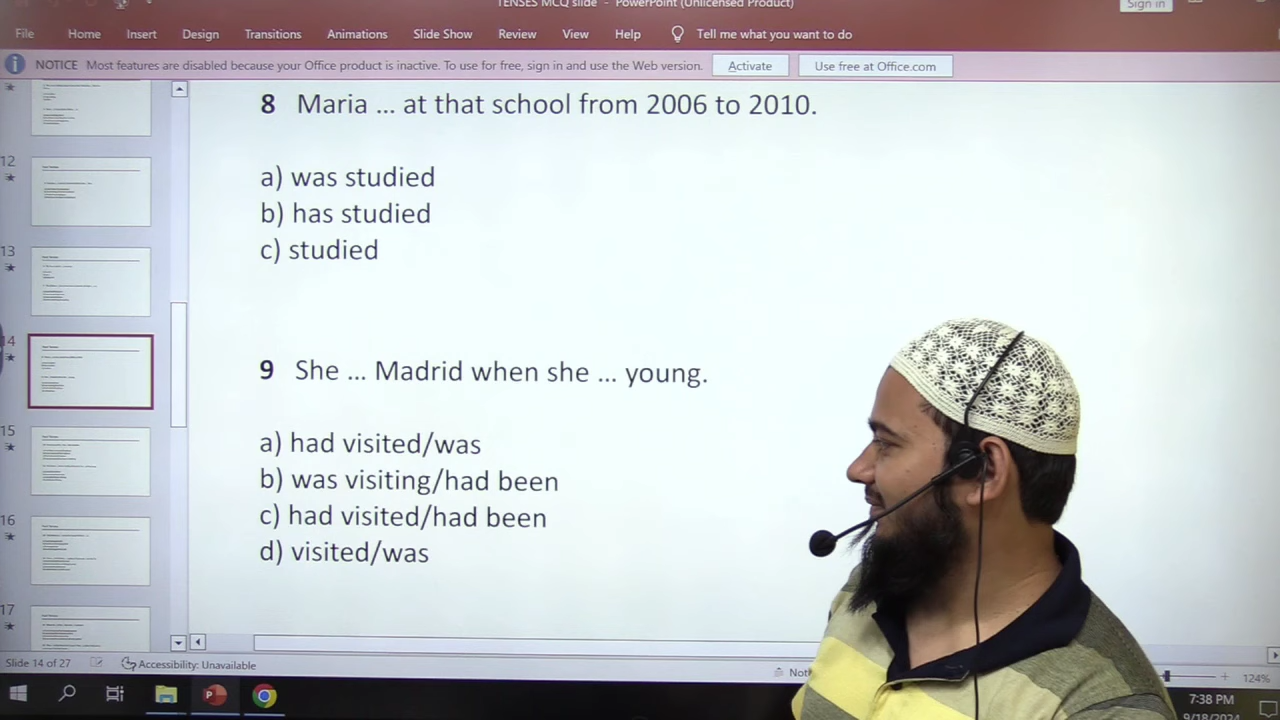 TENSES MCQ slide - PowerPoint (Unlicensed Product)
Sign in
File Home Insert Design Transitions Animations Slide Show Review View Help Tell me what you want to do
NOTICE Most features are disabled because your Office product is inactive. To use for free, sign in and use the Web version. Activate Use free at Office.com
8 Maria ... at that school from 2006 to 2010.
a) was studied
b) has studied
c) studied
9 She ... Madrid when she ... young.
a) had visited/was
b) was visiting/had been
c) had visited/had been
d) visited/was
12
13
14
15
16
17
Slide 14 of 27 Accessibility: Unavailable
124%
7:38 PM
9/18/2024